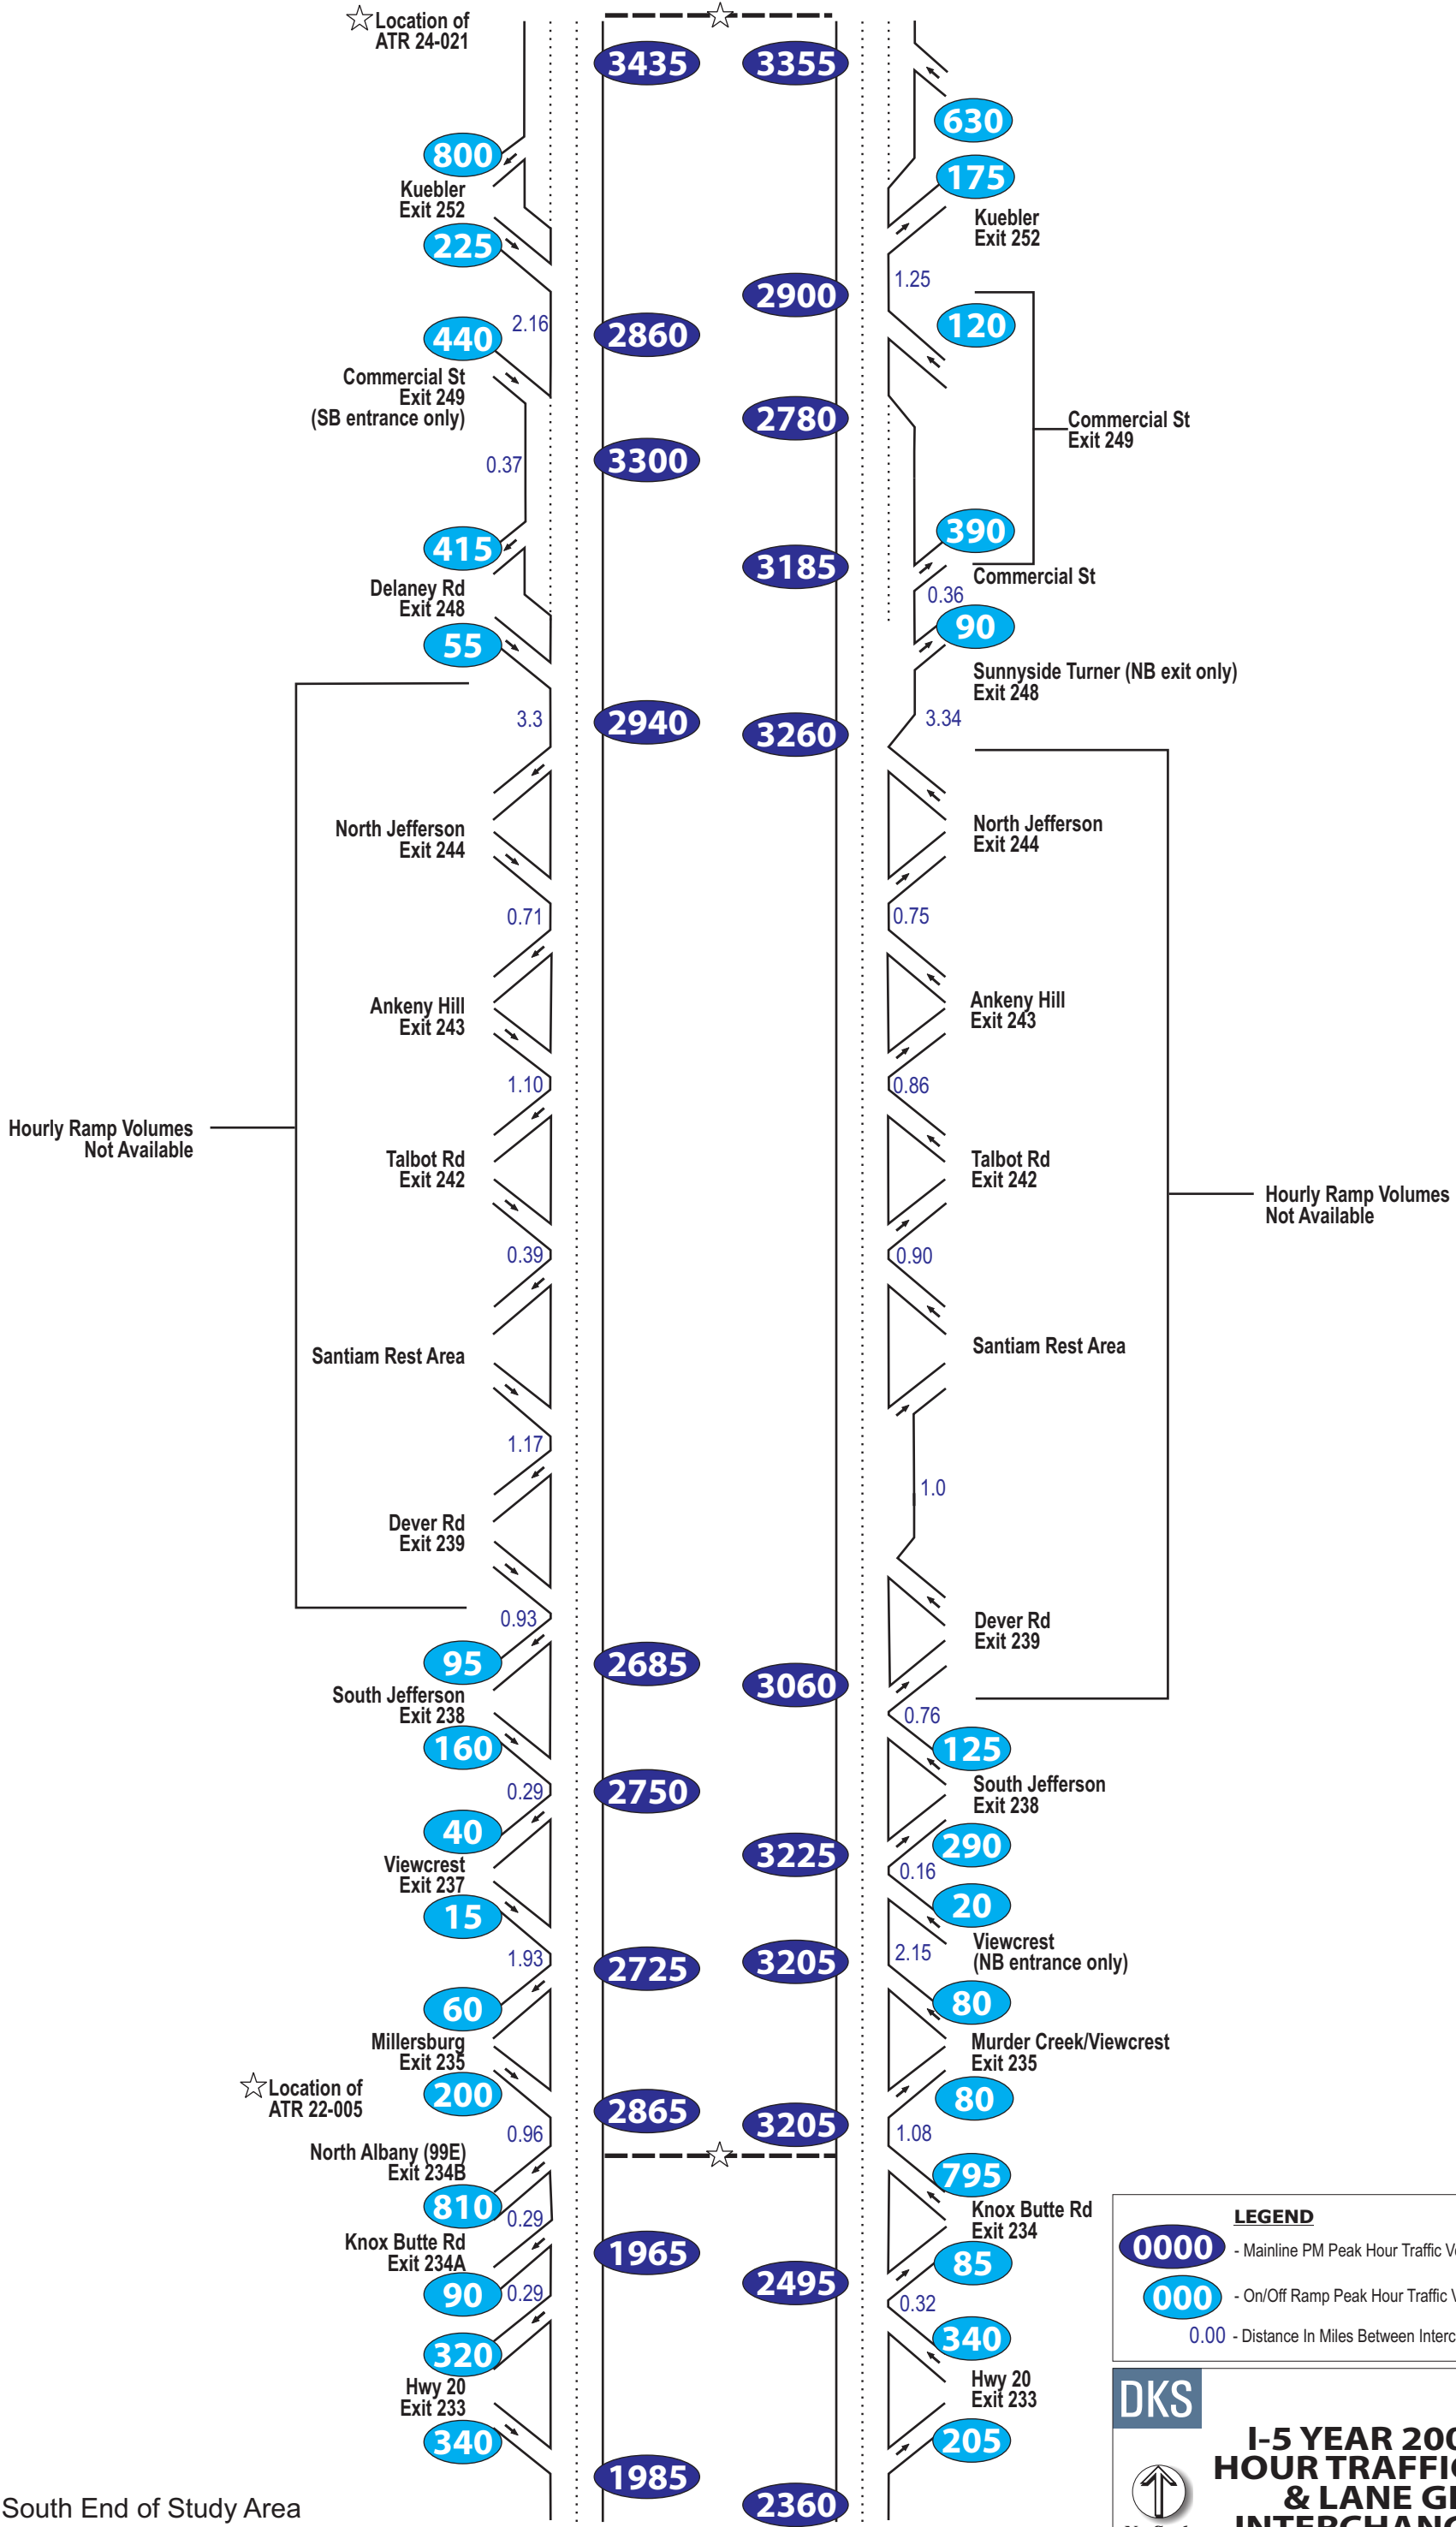 Location of
ATR 24-021
3435
3355
630
800
175
Kuebler
Exit 252
Kuebler
Exit 252
225
1.25
2900
120
2.16
2860
440
Commercial St
Exit 249
(SB entrance only)
2780
Commercial St
Exit 249
0.37
3300
390
415
3185
Commercial St
Delaney Rd
Exit 248
0.36
90
55
Sunnyside Turner (NB exit only)
Exit 248
3.3
2940
3260
3.34
North Jefferson
Exit 244
North Jefferson
Exit 244
0.71
0.75
Ankeny Hill
Exit 243
Ankeny Hill
Exit 243
1.10
0.86
Hourly Ramp Volumes
Not Available
Talbot Rd
Exit 242
Talbot Rd
Exit 242
Hourly Ramp Volumes
Not Available
0.39
0.90
Santiam Rest Area
Santiam Rest Area
1.17
1.0
Dever Rd
Exit 239
0.93
Dever Rd
Exit 239
95
2685
3060
South Jefferson
Exit 238
0.76
160
125
0.29
2750
South Jefferson
Exit 238
40
3225
290
Viewcrest
Exit 237
0.16
15
20
1.93
2725
3205
2.15
Viewcrest
(NB entrance only)
60
80
Millersburg
Exit 235
Murder Creek/Viewcrest
Exit 235
Location of
ATR 22-005
200
80
2865
3205
0.96
1.08
North Albany (99E)
Exit 234B
795
810
0.29
Knox Butte Rd
Exit 234
Knox Butte Rd
Exit 234A
1965
85
90
0.29
2495
0.32
320
340
Hwy 20
Exit 233
Hwy 20
Exit 233
340
205
1985
2360
South End of Study Area
LEGEND
0000 - Mainline PM Peak Hour Traffic V
000 - On/Off Ramp Peak Hour Traffic
0.00 - Distance In Miles Between Interc
DKS
I-5 YEAR 200
HOUR TRAFFIC
& LANE GE